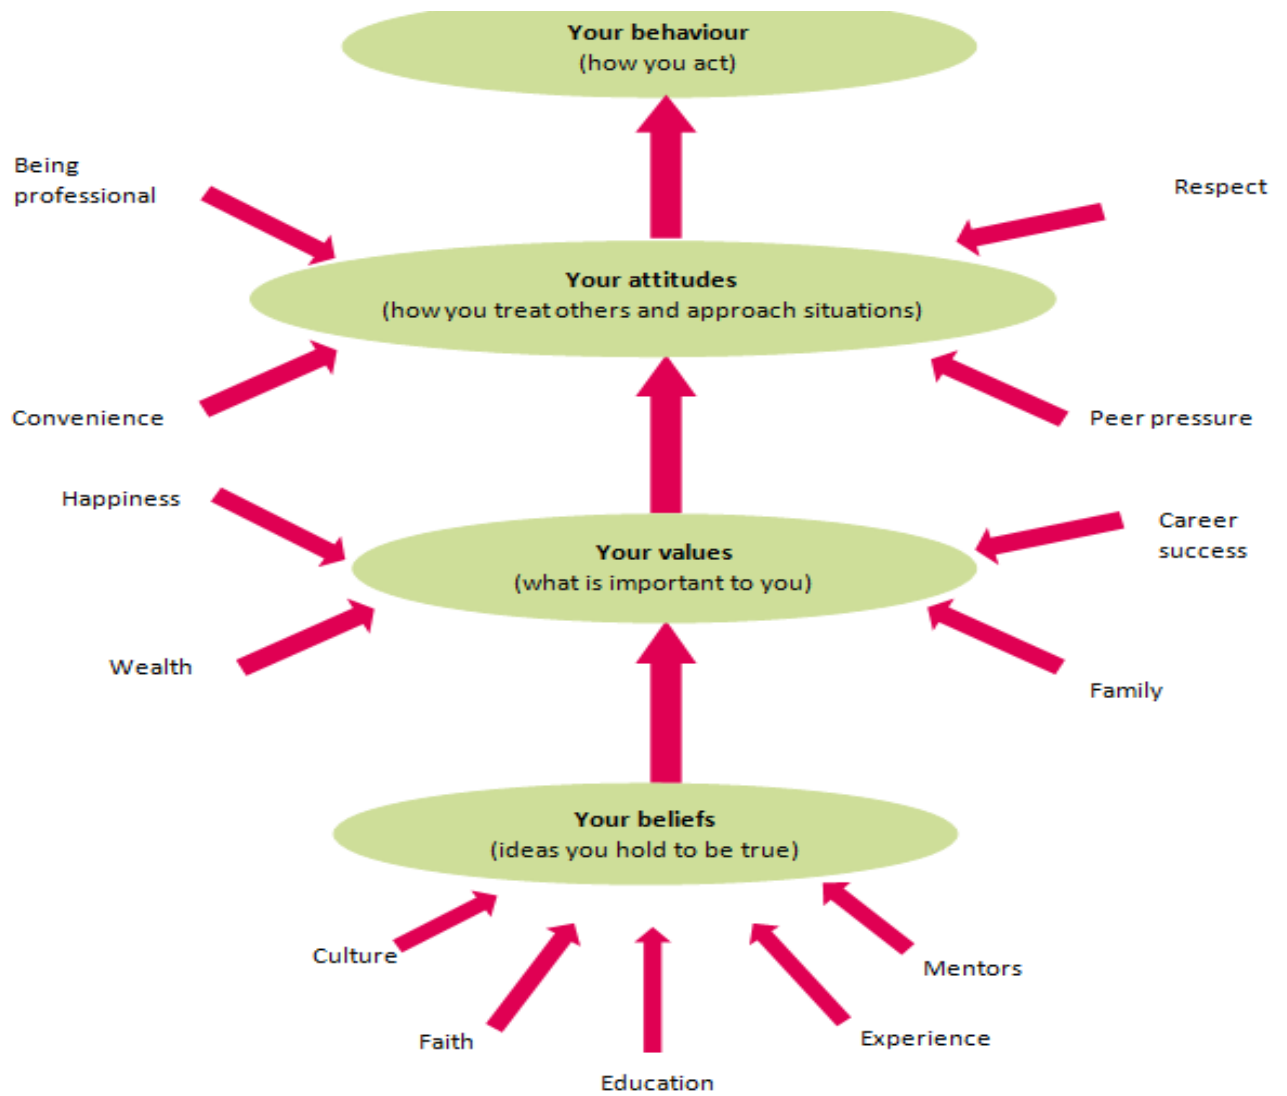 Your behaviour
(how you act)
Being
professional
Respect
Your attitudes
(how you treat others and approach situations)
Convenience
Peer pressure
Happiness
Career
success
Your values
(what is important to you)
Wealth
Family
Your beliefs
(ideas you hold to be true)
Culture
Mentors
Faith
Experience
Education